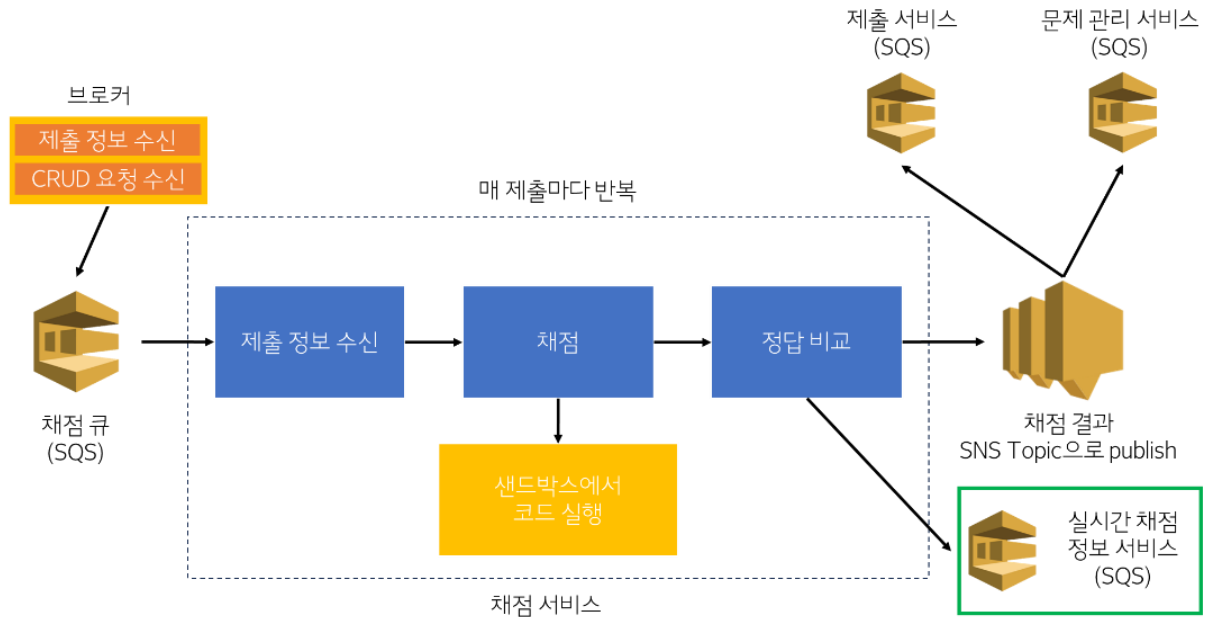 제출 서비스
(SQS)
문제 관리 서비스
(SQS)
브로커
제출 정보 수신
CRUD 요청 수신
매 제출마다 반복
제출 정보 수신
채점
정답 비교
채점 큐
(SQS)
채점 결과
SNS Topic으로 publish
샌드박스에서
코드 실행
실시간 채점
정보 서비스
(SQS)
채점 서비스